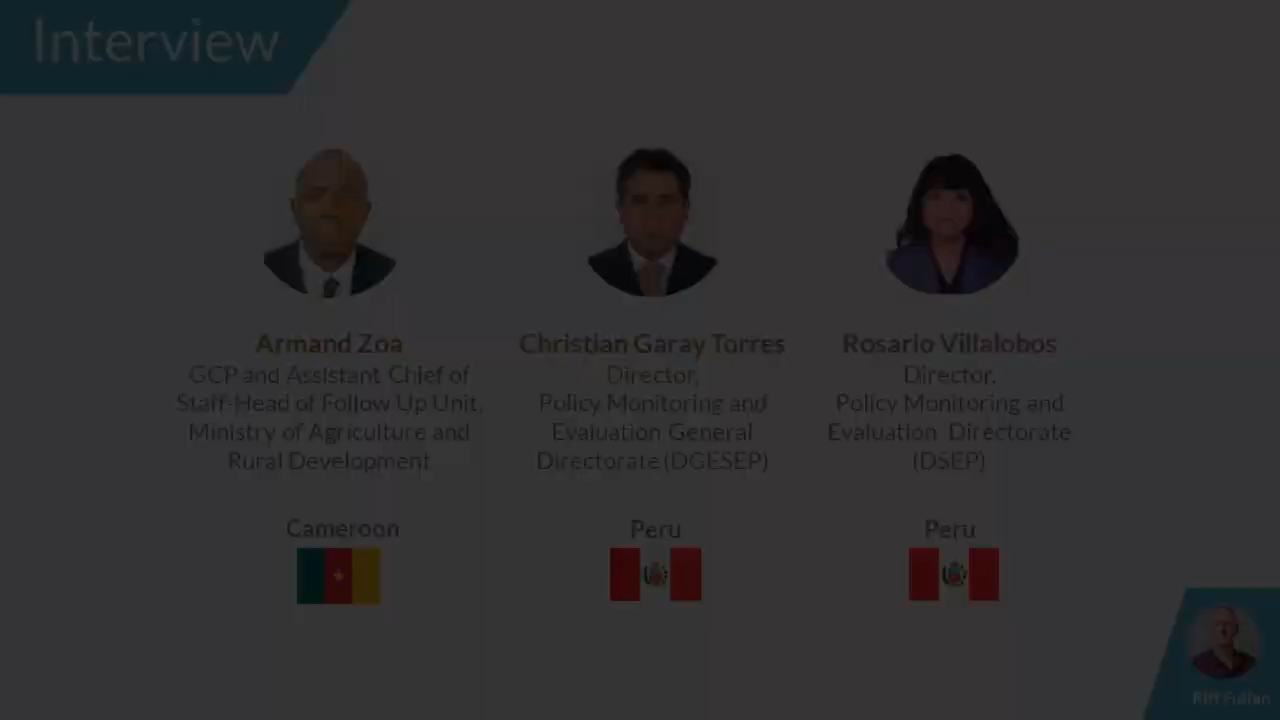 Interview
Armand Zoa
GCP and Assistant Chief of
Staff-Head of Follow Up Unit,
Ministry of Agriculture and
Rural Development
Cameroon
Christian Garay Torres
Director,
Policy Monitoring and
Evaluation General
Directorate (DGESEP)
Peru
Rosario Villalobos
Director,
Policy Monitoring and
Evaluation Directorate
(DSEP)
Peru
Riff Fullan